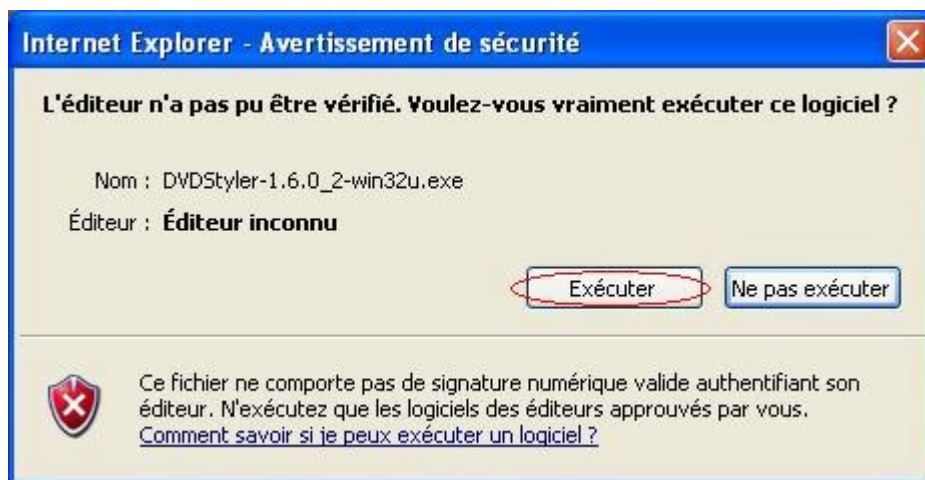 Internet Explorer - Avertissement de sécurité
L'éditeur n'a pas pu être vérifié. Voulez-vous vraiment exécuter ce logiciel ?
Nom : DVDStyler-1.6.0_2-win32u.exe
Éditeur : Éditeur inconnu
Exécuter Ne pas exécuter
Ce fichier ne comporte pas de signature numérique valide authentifiant son
éditeur. N'exécutez que les logiciels des éditeurs approuvés par vous.
Comment savoir si je peux exécuter un logiciel ?